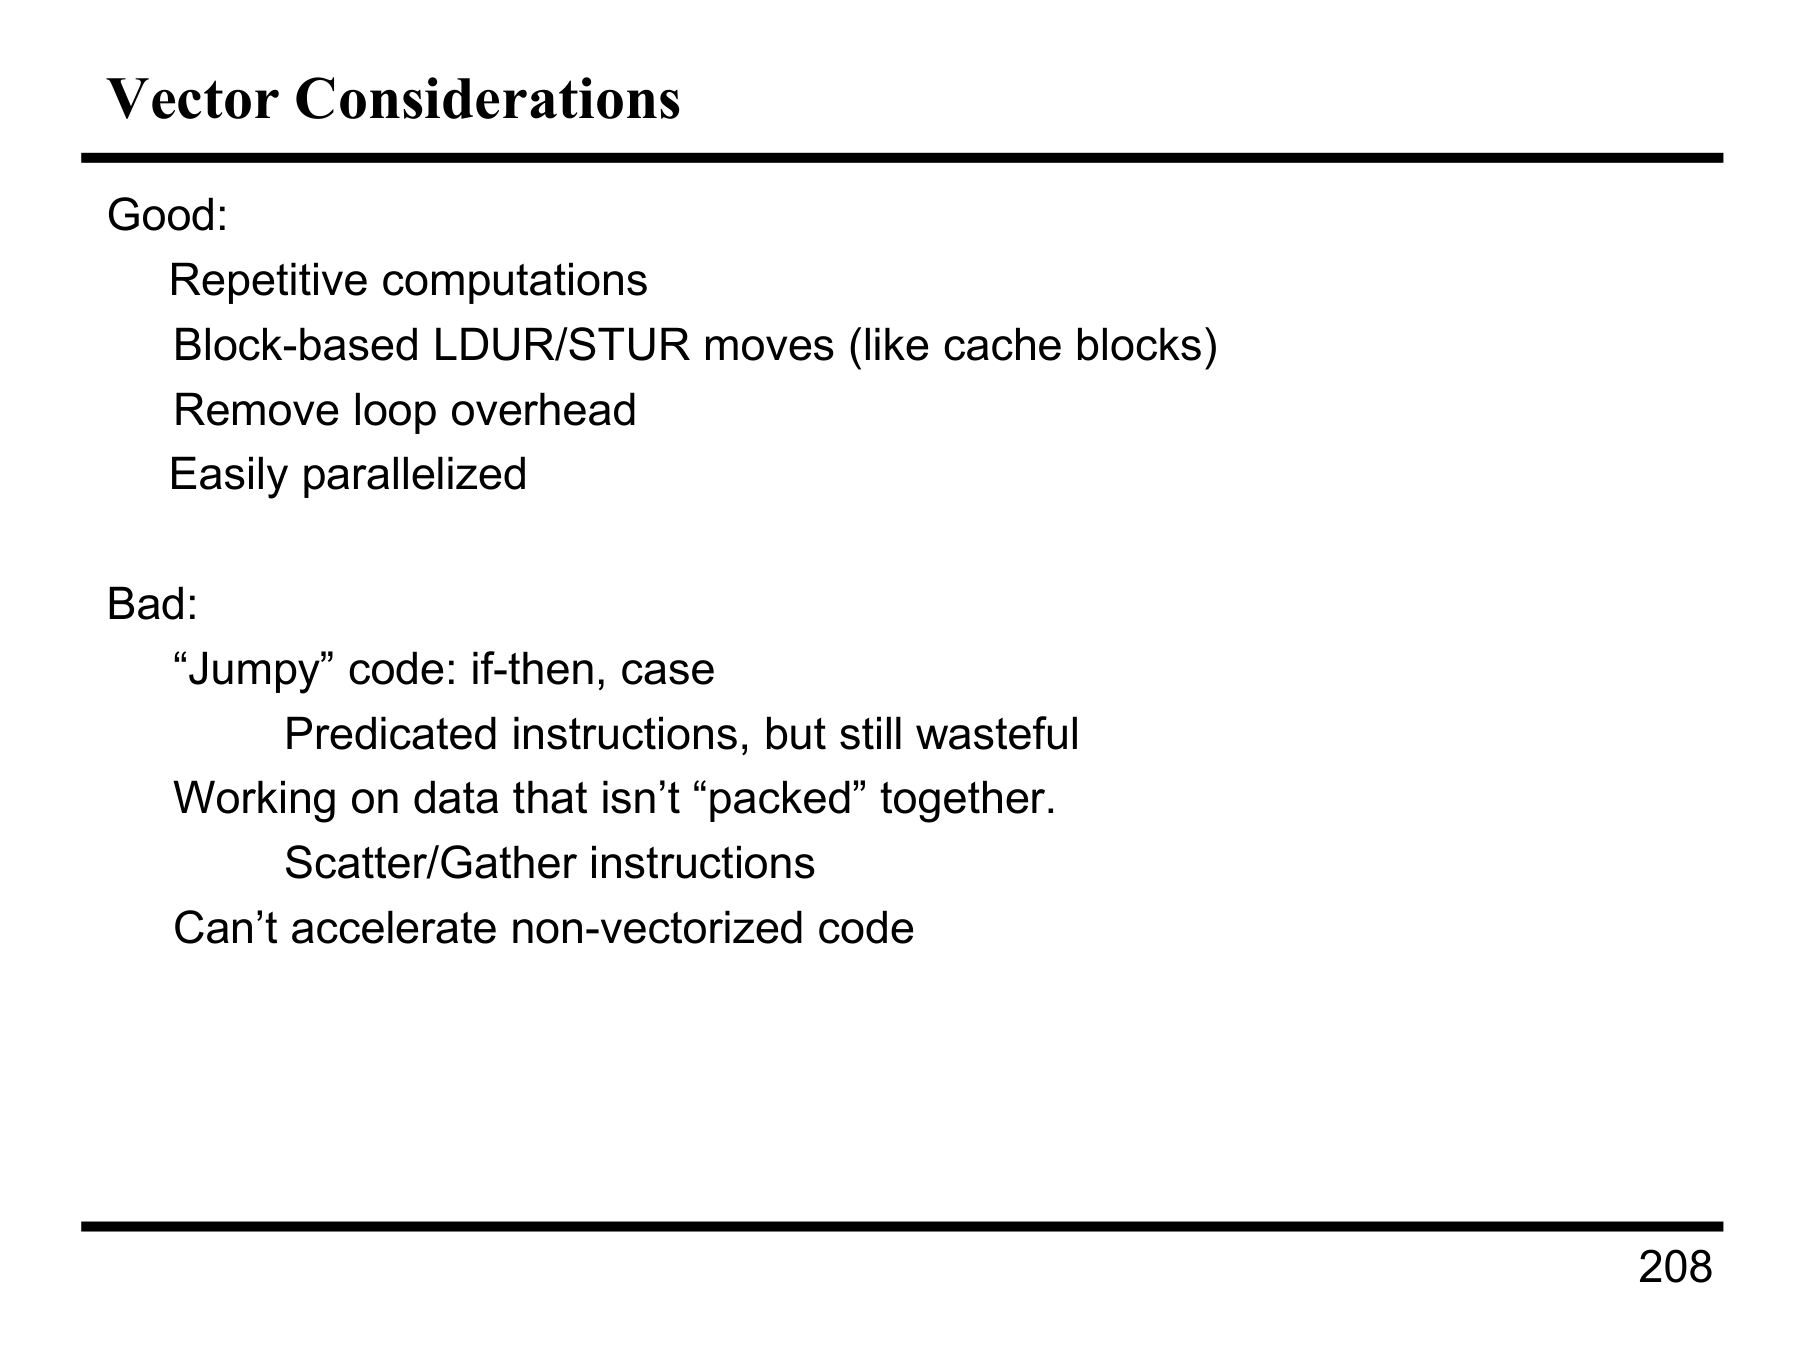 Vector Considerations
Good:
Repetitive computations
Block-based LDUR/STUR moves (like cache blocks)
Remove loop overhead
Easily parallelized
Bad:
“Jumpy” code: if-then, case
Predicated instructions, but still wasteful
Working on data that isn’t “packed” together.
Scatter/Gather instructions
Can’t accelerate non-vectorized code
208